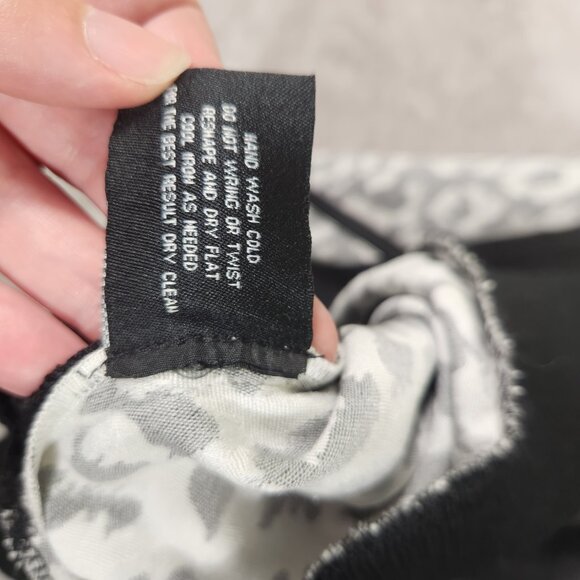 HAND WASH COLD
DO NOT WRING OR TWIST
RESHAPE AND DRY FLAT
COOL IRON AS NEEDED
FOR THE BEST RESULT DRY CLEAN